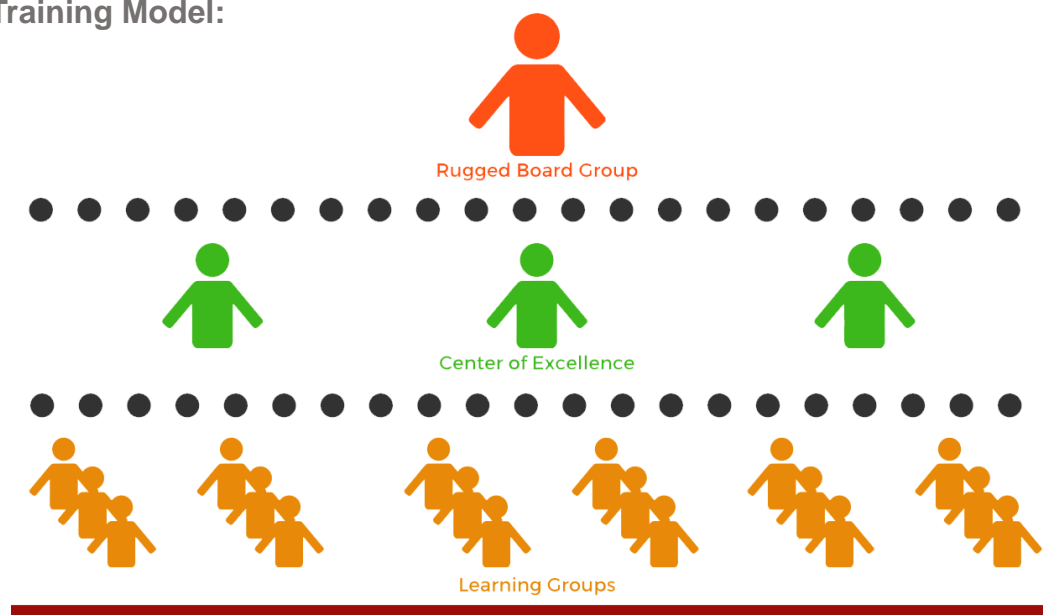 Training Model:
Rugged Board Group
Center of Excellence
Learning Groups